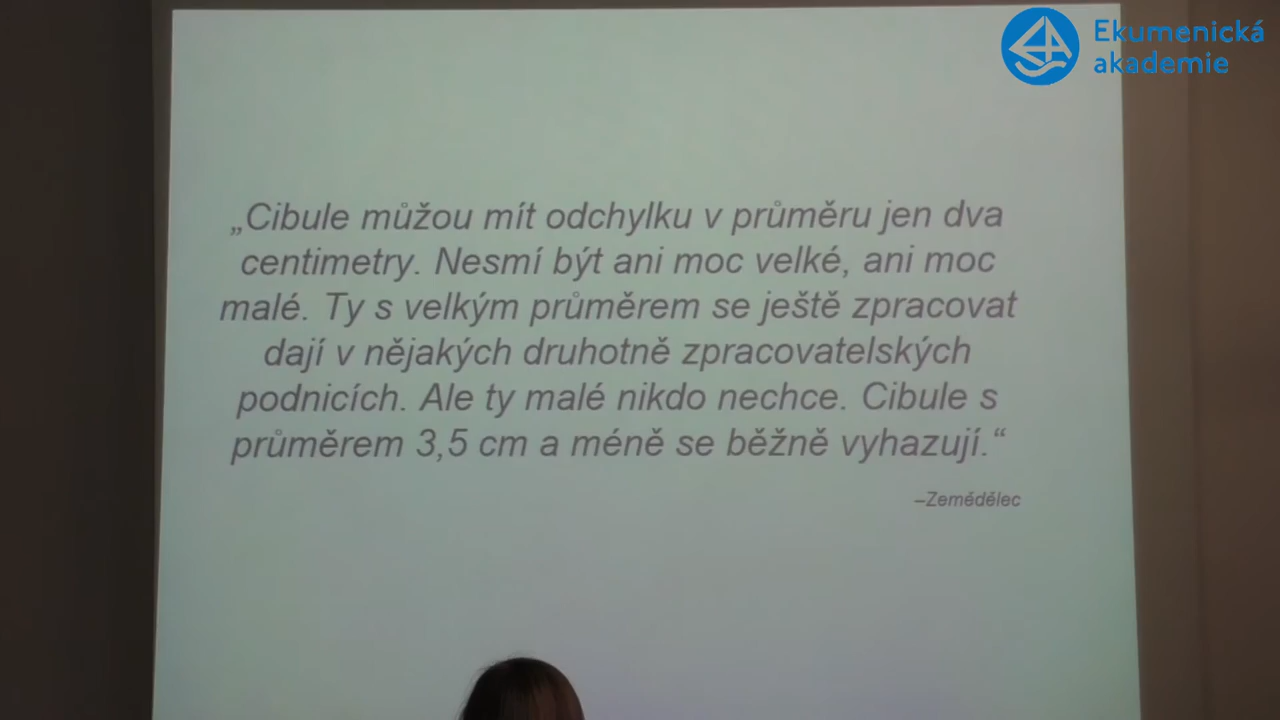 Ekumenická
akademie
„Cibule můžou mít odchylku v průměru jen dva
centimetry. Nesmí být ani moc velké, ani moc
malé. Ty s velkým průměrem se ještě zpracovat
dají v nějakých druhotně zpracovatelských
podnicích. Ale ty malé nikdo nechce. Cibule s
průměrem 3,5 cm a méně se běžně vyhazují.“
–Zemědělec